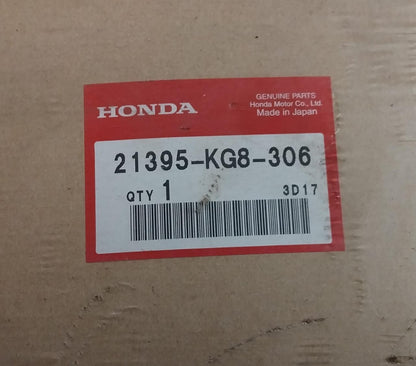 HONDA
GENUINE PARTS
Honda Motor Co., Ltd.
Made in Japan
21395-KG8-306
QTY 1 3D17